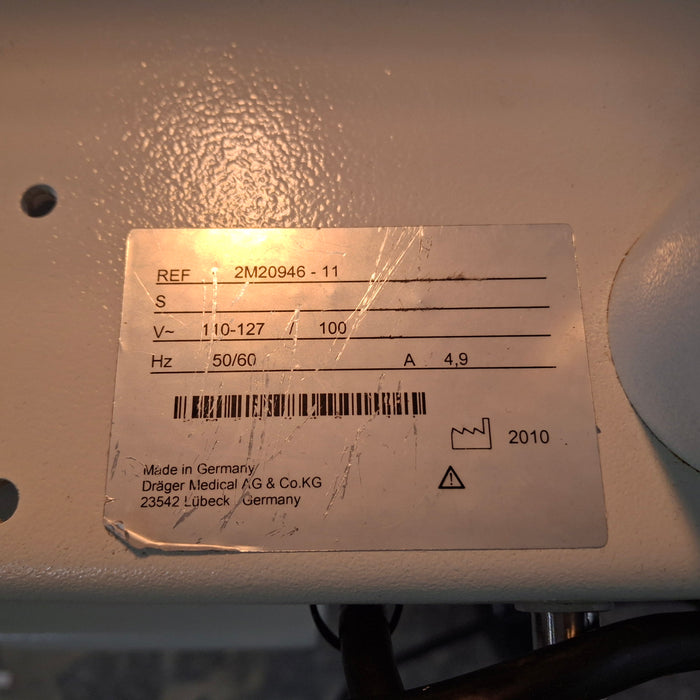 REF 2M20946 - 11
S
V~ 110-127 / 100
Hz 50/60 A 4,9
2010
Made in Germany
Dräger Medical AG & Co.KG
23542 Lübeck Germany